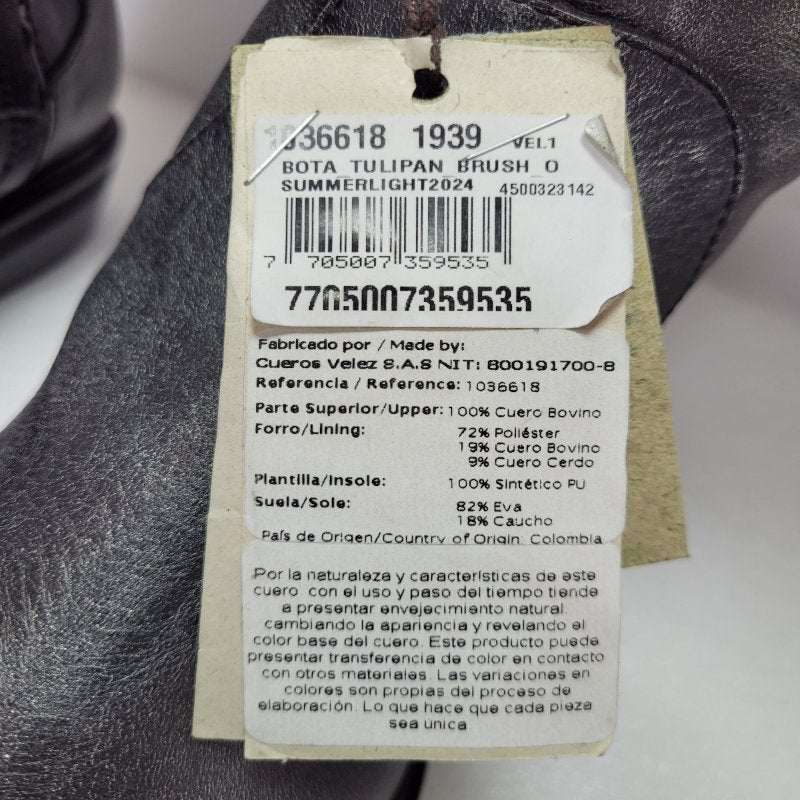 1036618 1939 VEL1
BOTA_TULIPAN_BRUSH_O
SUMMERLIGHT2024 4500323142
7 705007 359535
7705007359535
Fabricado por / Made by:
Cueros Velez S.A.S NIT: 800191700-8
Referencia / Reference: 1036618
Parte Superior/Upper: 100% Cuero Bovino
Forro/Lining: 72% Poliéster
19% Cuero Bovino
9% Cuero Cerdo
Plantilla/Insole: 100% Sintético PU
Suela/Sole: 82% Eva
18% Caucho
País de Origen/Country of Origin: Colombia
Por la naturaleza y características de este
cuero con el uso y paso del tiempo tiende
a presentar envejecimiento natural
cambiando la apariencia y revelando el
color base del cuero. Este producto puede
presentar transferencia de color en contacto
con otros materiales. Las variaciones en
colores son propias del proceso de
elaboración. Lo que hace que cada pieza
sea única